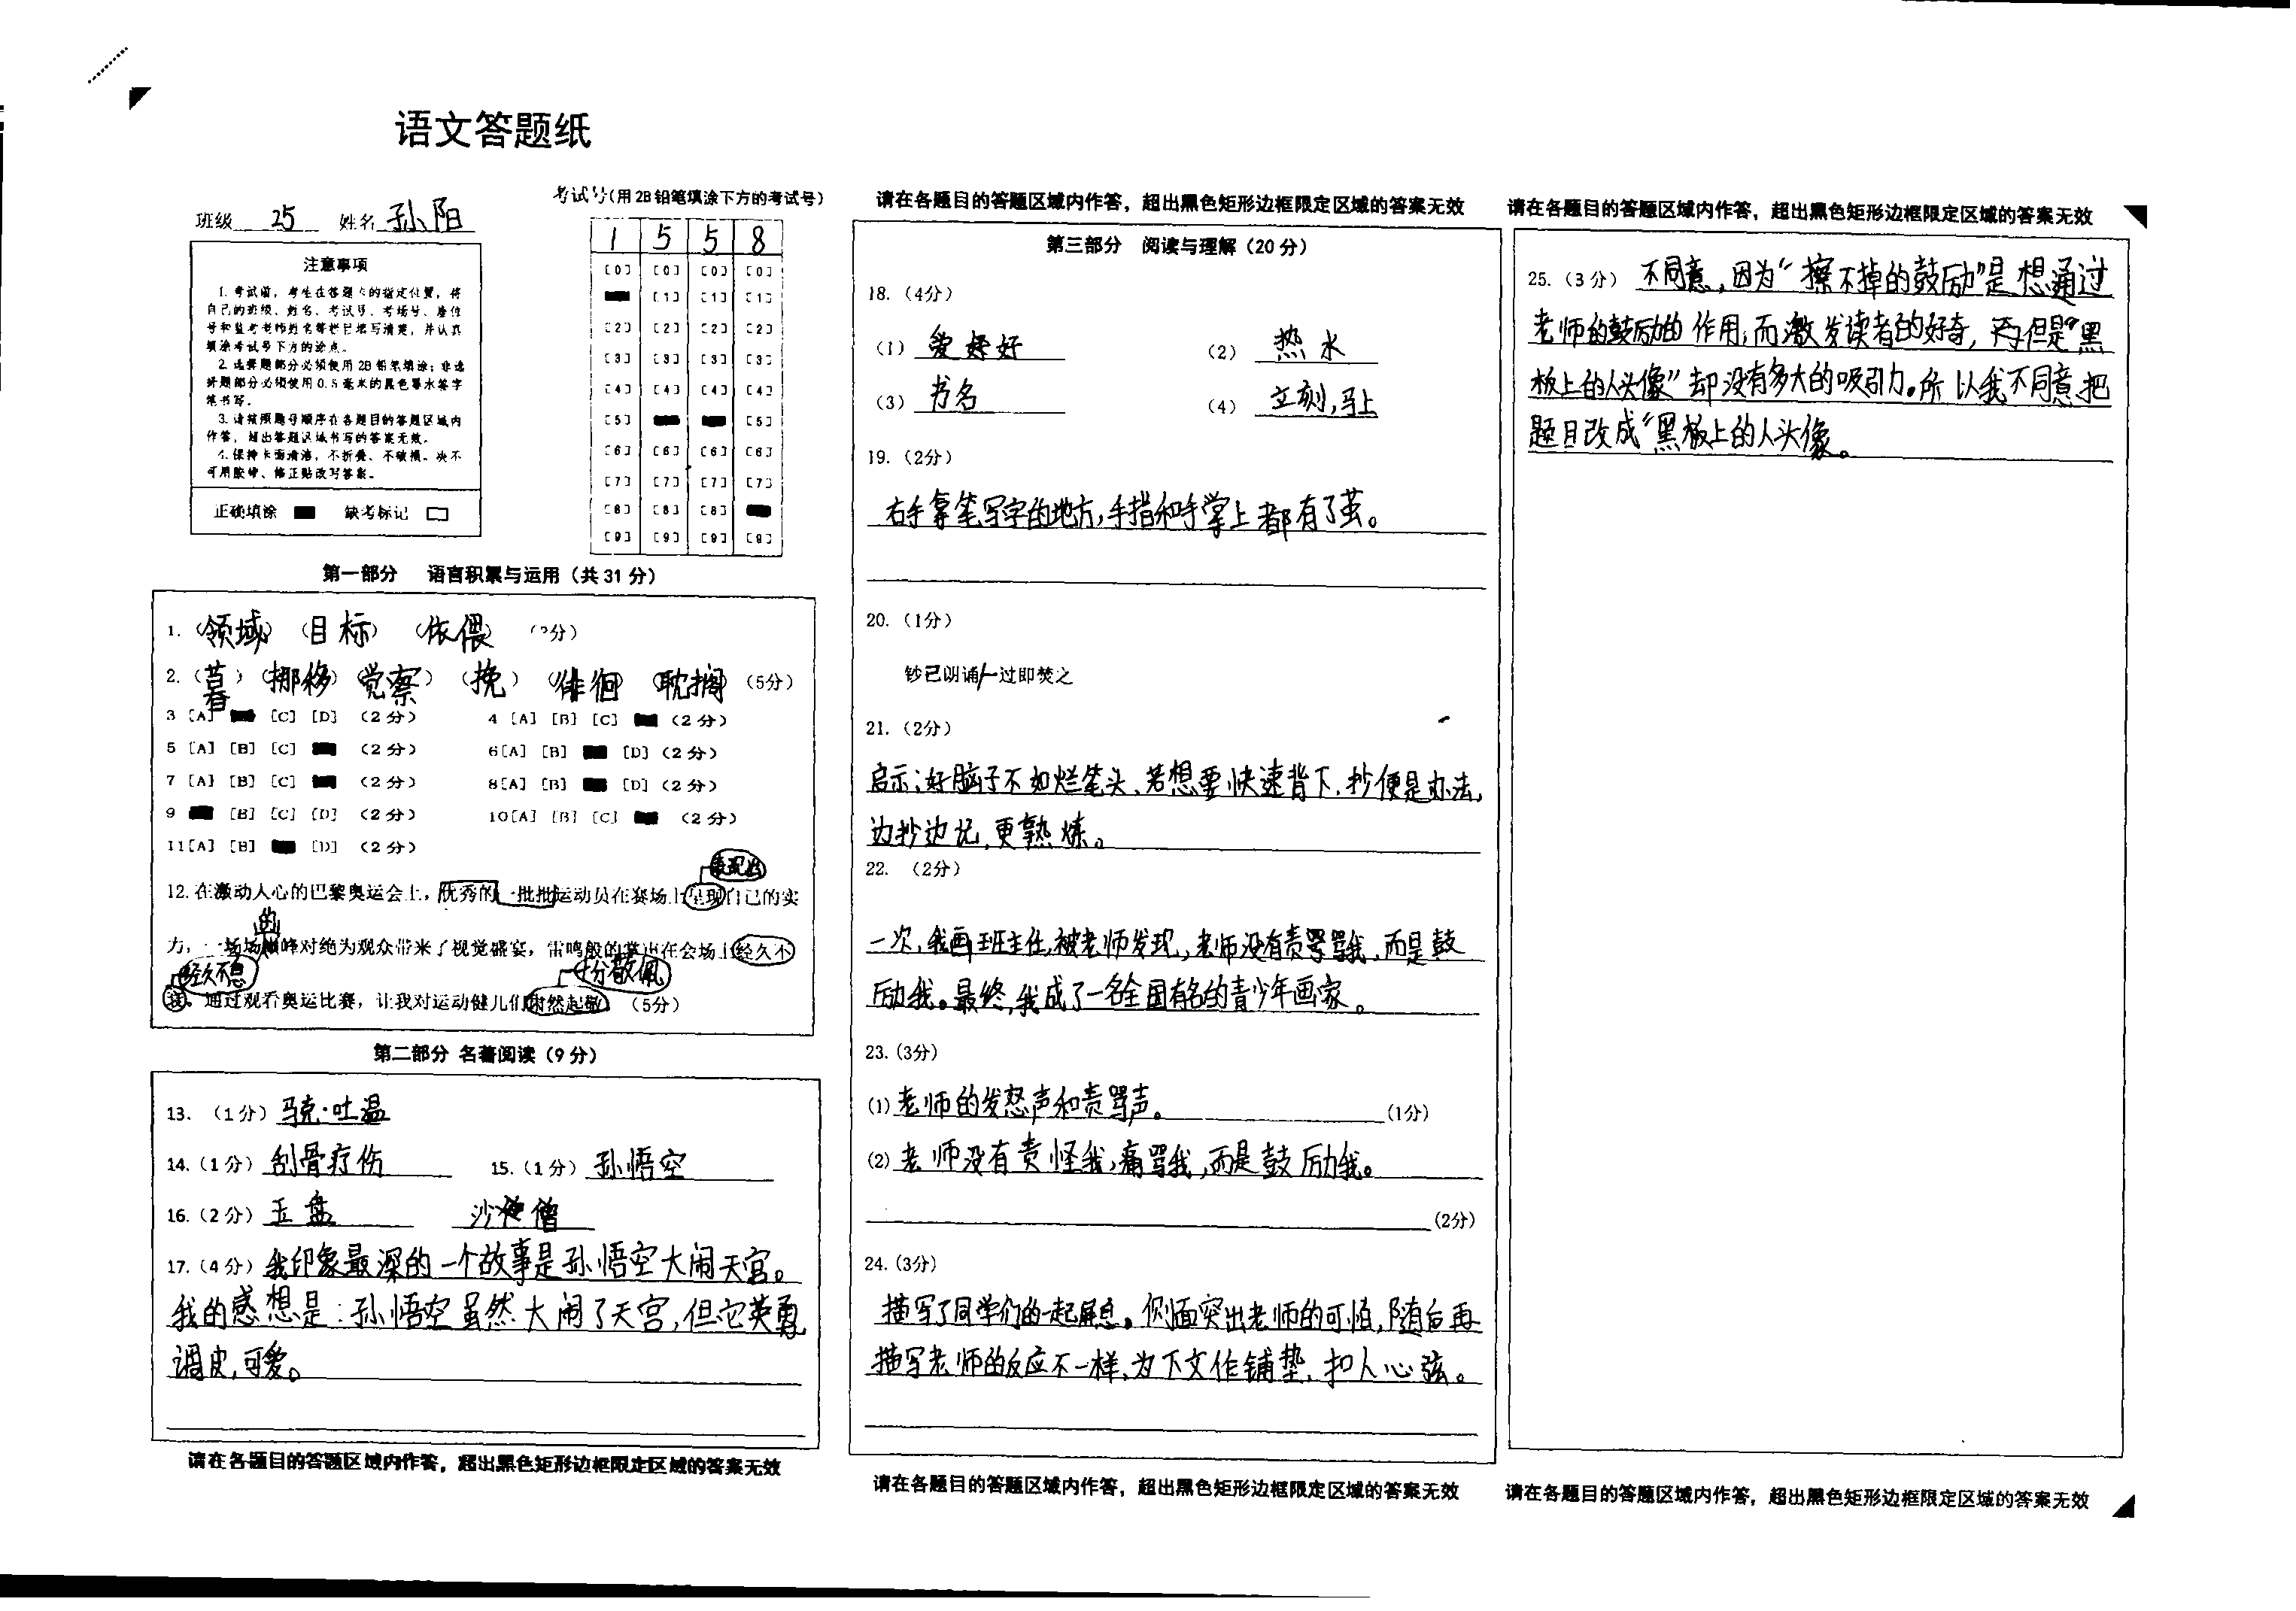 语文答题纸
班级 25 姓名 孙阳
考试号(用2B铅笔填涂下方的考试号)
1 5 5 8
[0] [0] [0] [0]
[1] [1] [1]
[2] [2] [2] [2]
[3] [3] [3] [3]
[4] [4] [4] [4]
[5] [5]
[6] [6] [6] [6]
[7] [7] [7] [7]
[8] [8] [8]
[9] [9] [9] [9]
注意事项
1.考试前，考生在答题卡的指定位置，将
自己的班级、姓名、考试号、考场号、座位
号和监考老师姓名等栏目填写清楚，并认真
填涂考试号下方的涂点。
2.选择题部分必须使用2B铅笔填涂；非选
择题部分必须使用0.5毫米的黑色墨水签字
笔书写。
3.请按照题号顺序在各题目的答题区域内
作答，超出答题区域书写的答案无效。
4.保持卡面清洁，不折叠、不破损。决不
可用胶带、修正贴改写答案。
正确填涂 缺考标记
第一部分 语言积累与运用（共31分）
1.（领域）（目标）（依偎）
2.（暮春）（挪移）（觉察）（挽）（徘徊）（耽搁）（5分）
3 [A] [C] [D] （2分） 4 [A] [B] [C] （2分）
5 [A] [B] [C] （2分） 6[A] [B] [D]（2分）
7 [A] [B] [C] （2分） 8[A] [B] [D]（2分）
9 [B] [C] [D] （2分） 10[A] [B] [C] （2分）
11[A] [B] [D] （2分）
表现出
12.在激动人心的巴黎奥运会上，优秀的一批批运动员在赛场上呈现自己的实
的
力，一场场巅峰对绝为观众带来了视觉盛宴，雷鸣般的掌声在会场上经久不
经久不息 十分敬佩
通过观看奥运比赛，让我对运动健儿们肃然起敬。（5分）
第二部分 名著阅读（9分）
13.（1分）马克·吐温
14.（1分）刮骨疗伤 15.（1分）孙悟空
16.（2分）玉盘 沙僧
17.（4分）我印象最深的一个故事是孙悟空大闹天宫。
我的感想是：孙悟空虽然大闹了天宫，但它英勇
调皮，可爱。
请在各题目的答题区域内作答，超出黑色矩形边框限定区域的答案无效
请在各题目的答题区域内作答，超出黑色矩形边框限定区域的答案无效
第三部分 阅读与理解（20分）
18.（4分）
（1）爱好 （2）热水
（3）书名 （4）立刻，马上
19.（2分）
右手拿笔写字的地方，手指和手掌上都有了茧。
20.（1分）
钞已朗诵/一过即焚之
21.（2分）
启示：好脑子不如烂笔头、若想要快速背下，抄便是办法，
边抄边记，更熟炼。
22.（2分）
一次，我画班主任，被老师发现，老师没有责骂我，而是鼓
励我。最终，我成了一名全国有名的青少年画家。
23.（3分）
(1)老师的发怒声和责骂声。（1分）
(2)老师没有责怪我，痛骂我，而是鼓励我。
（2分）
24.（3分）
描写了同学们的一起屏息。侧面突出老师的可怕，随后再
描写老师的反应不一样，为下文作铺垫，扣人心弦。
请在各题目的答题区域内作答，超出黑色矩形边框限定区域的答案无效
请在各题目的答题区域内作答，超出黑色矩形边框限定区域的答案无效
25.（3分）不同意，因为“擦不掉的鼓励”是想通过
老师的鼓励的作用，而激发读者的好奇，但是“黑
板上的人头像”却没有多大的吸引力。所以我不同意把
题目改成“黑板上的人头像。
请在各题目的答题区域内作答，超出黑色矩形边框限定区域的答案无效